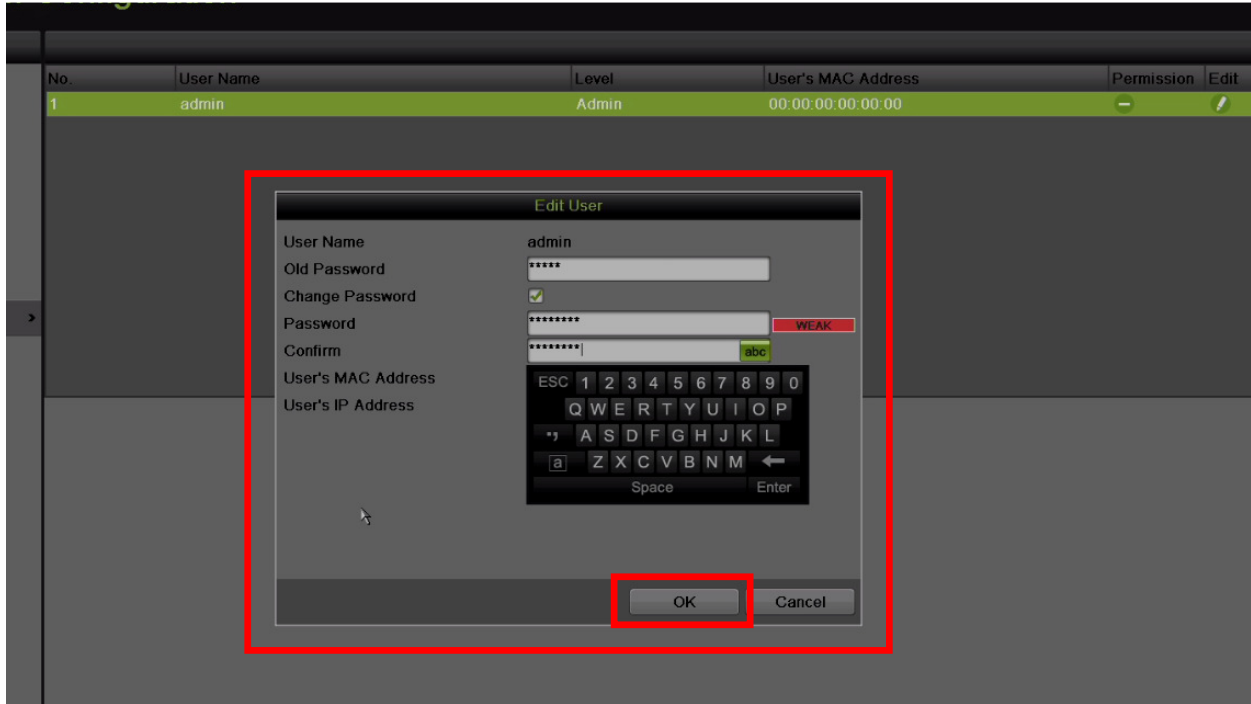 No. User Name Level User's MAC Address Permission Edit
1 admin Admin 00:00:00:00:00:00
Edit User
User Name admin
Old Password *****
Change Password
Password ******** WEAK
Confirm ******** abc
User's MAC Address
User's IP Address
ESC 1 2 3 4 5 6 7 8 9 0
Q W E R T Y U I O P
", A S D F G H J K L
a Z X C V B N M
Space Enter
OK Cancel